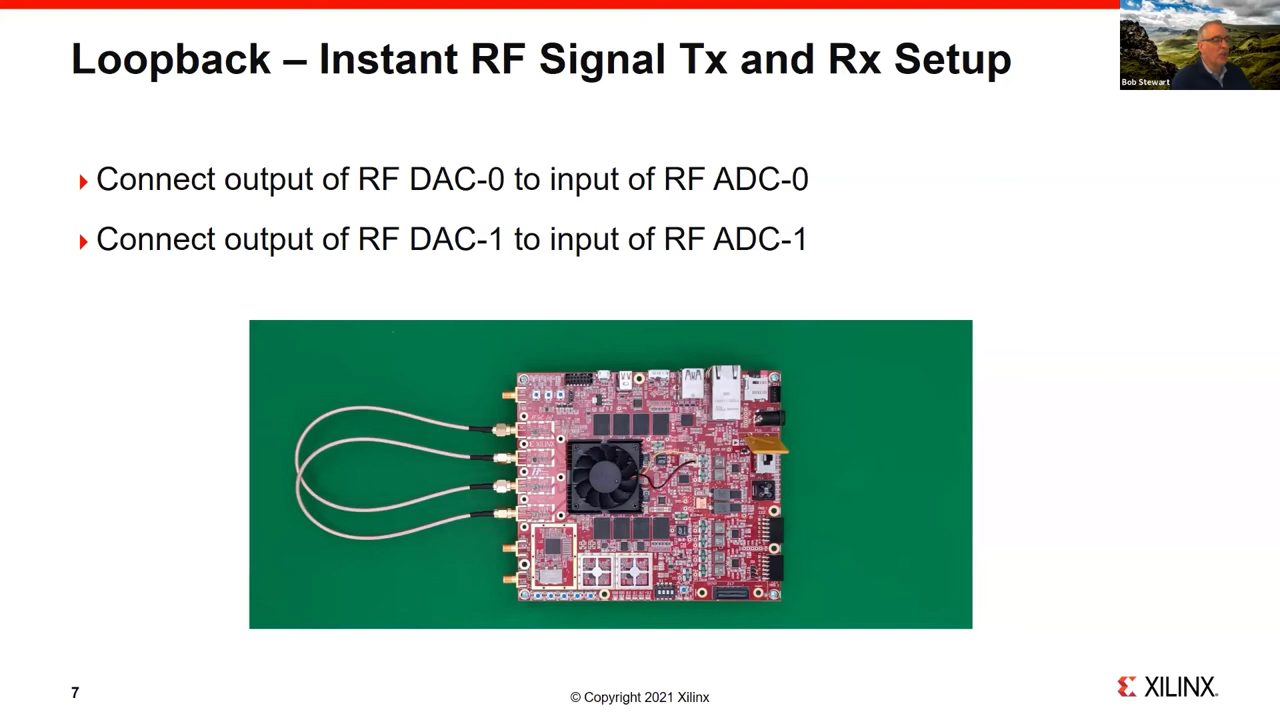 Loopback – Instant RF Signal Tx and Rx Setup
Bob Stewart
Connect output of RF DAC-0 to input of RF ADC-0
Connect output of RF DAC-1 to input of RF ADC-1
XILINX
7
© Copyright 2021 Xilinx
XILINX.